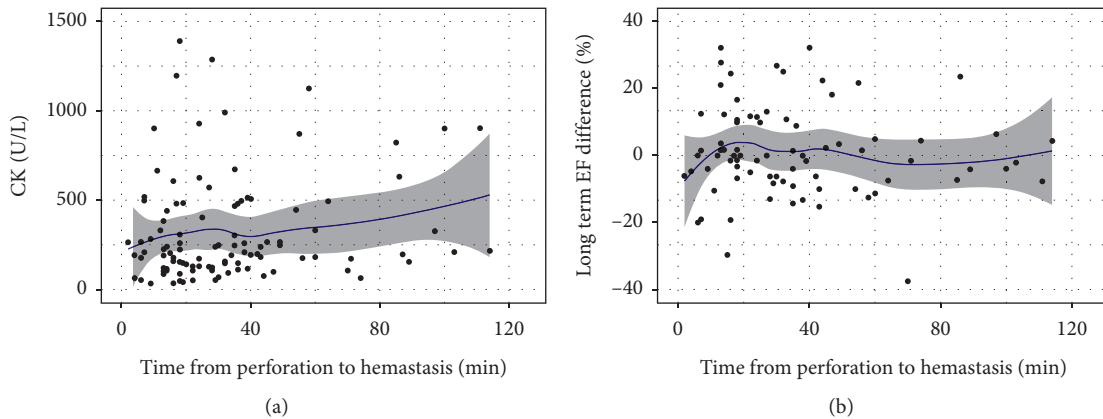 CK (U/L)
1500
1000
500
0
0
40
80
120
Time from perforation to hemastasis (min)
(a)
Long term EF difference (%)
40
20
0
−20
−40
0
40
80
120
Time from perforation to hemastasis (min)
(b)